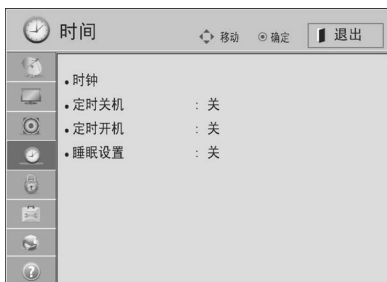 时间 移动 确定 退出
•时钟
•定时关机 : 关
•定时开机 : 关
•睡眠设置 : 关